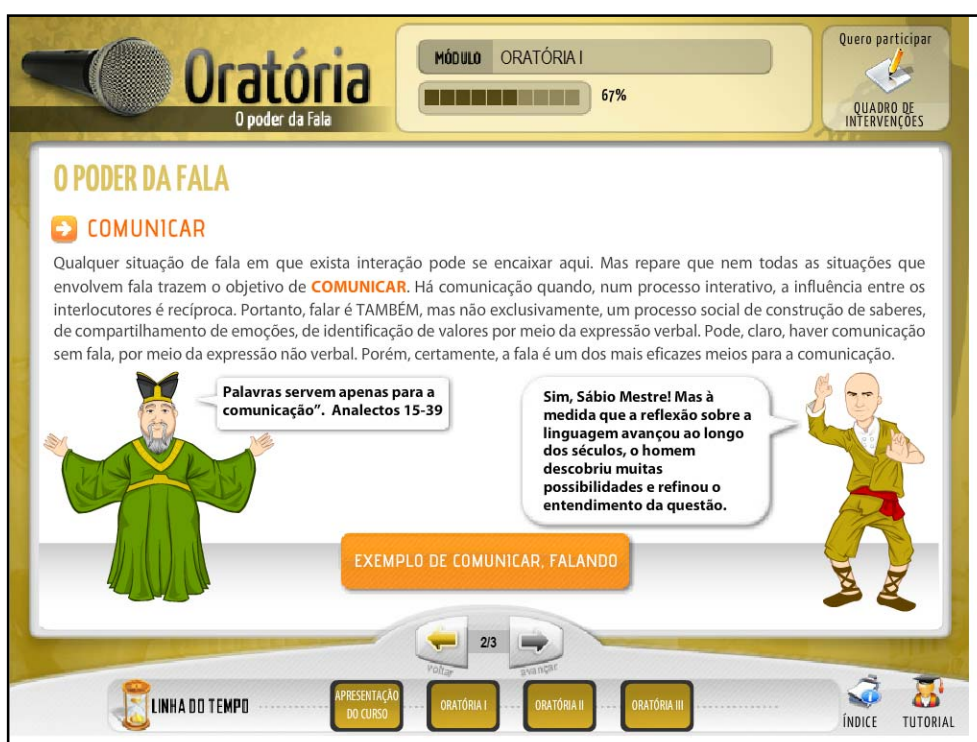 Oratória
O poder da Fala
MÓDULO ORATÓRIA I
67%
Quero participar
QUADRO DE
INTERVENÇÕES
O PODER DA FALA
COMUNICAR
Qualquer situação de fala em que exista interação pode se encaixar aqui. Mas repare que nem todas as situações que
envolvem fala trazem o objetivo de COMUNICAR. Há comunicação quando, num processo interativo, a influência entre os
interlocutores é recíproca. Portanto, falar é TAMBÉM, mas não exclusivamente, um processo social de construção de saberes,
de compartilhamento de emoções, de identificação de valores por meio da expressão verbal. Pode, claro, haver comunicação
sem fala, por meio da expressão não verbal. Porém, certamente, a fala é um dos mais eficazes meios para a comunicação.
Palavras servem apenas para a
comunicação”. Analectos 15-39
Sim, Sábio Mestre! Mas à
medida que a reflexão sobre a
linguagem avançou ao longo
dos séculos, o homem
descobriu muitas
possibilidades e refinou o
entendimento da questão.
EXEMPLO DE COMUNICAR, FALANDO
2/3
voltar
avançar
LINHA DO TEMPO
APRESENTAÇÃO
DO CURSO
ORATÓRIA I
ORATÓRIA II
ORATÓRIA III
ÍNDICE
TUTORIAL